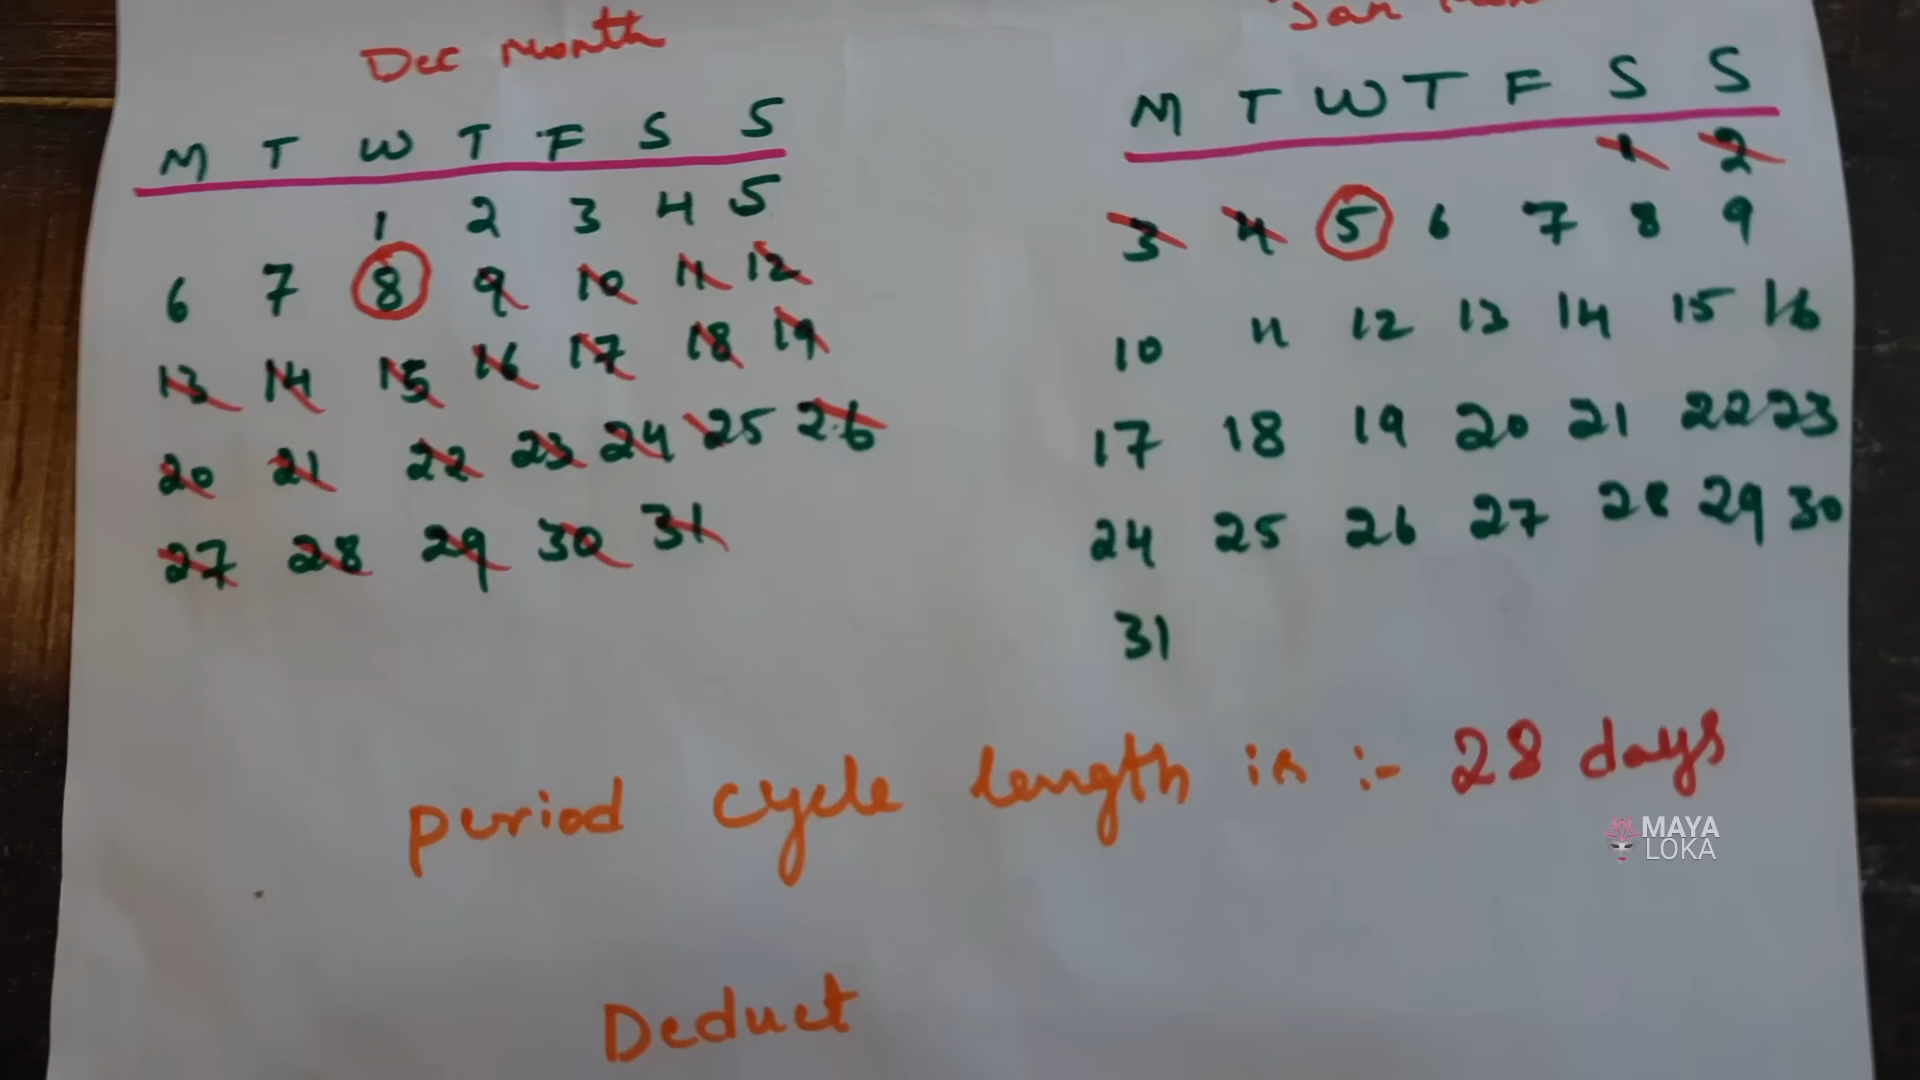 Dec Month
M T W T F S S
1 2 3 4 5
6 7 8 9 10 11 12
13 14 15 16 17 18 19
20 21 22 23 24 25 26
27 28 29 30 31
Jan
M T W T F S S
1 2
3 4 5 6 7 8 9
10 11 12 13 14 15 16
17 18 19 20 21 22 23
24 25 26 27 28 29 30
31
period cycle length is :- 28 days
MAYA
LOKA
Deduct